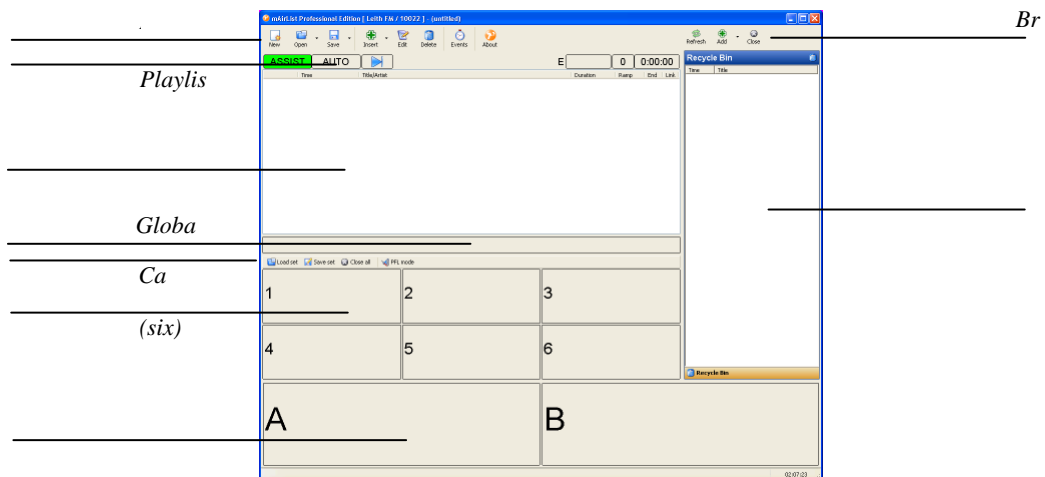 mAirList Professional Edition [ Leith FM / 10022 ] - (untitled)
Br
New Open Save Insert Edit Delete Events About
Refresh Add Close
ASSIST AUTO E 0 0:00:00
Recycle Bin
Playlis
Time Title/Artist Duration Ramp End Link
Time Title
Globa
Load set Save set Close all PFL mode
Ca
1 2 3
(six)
4 5 6
Recycle Bin
A B
02:07:23